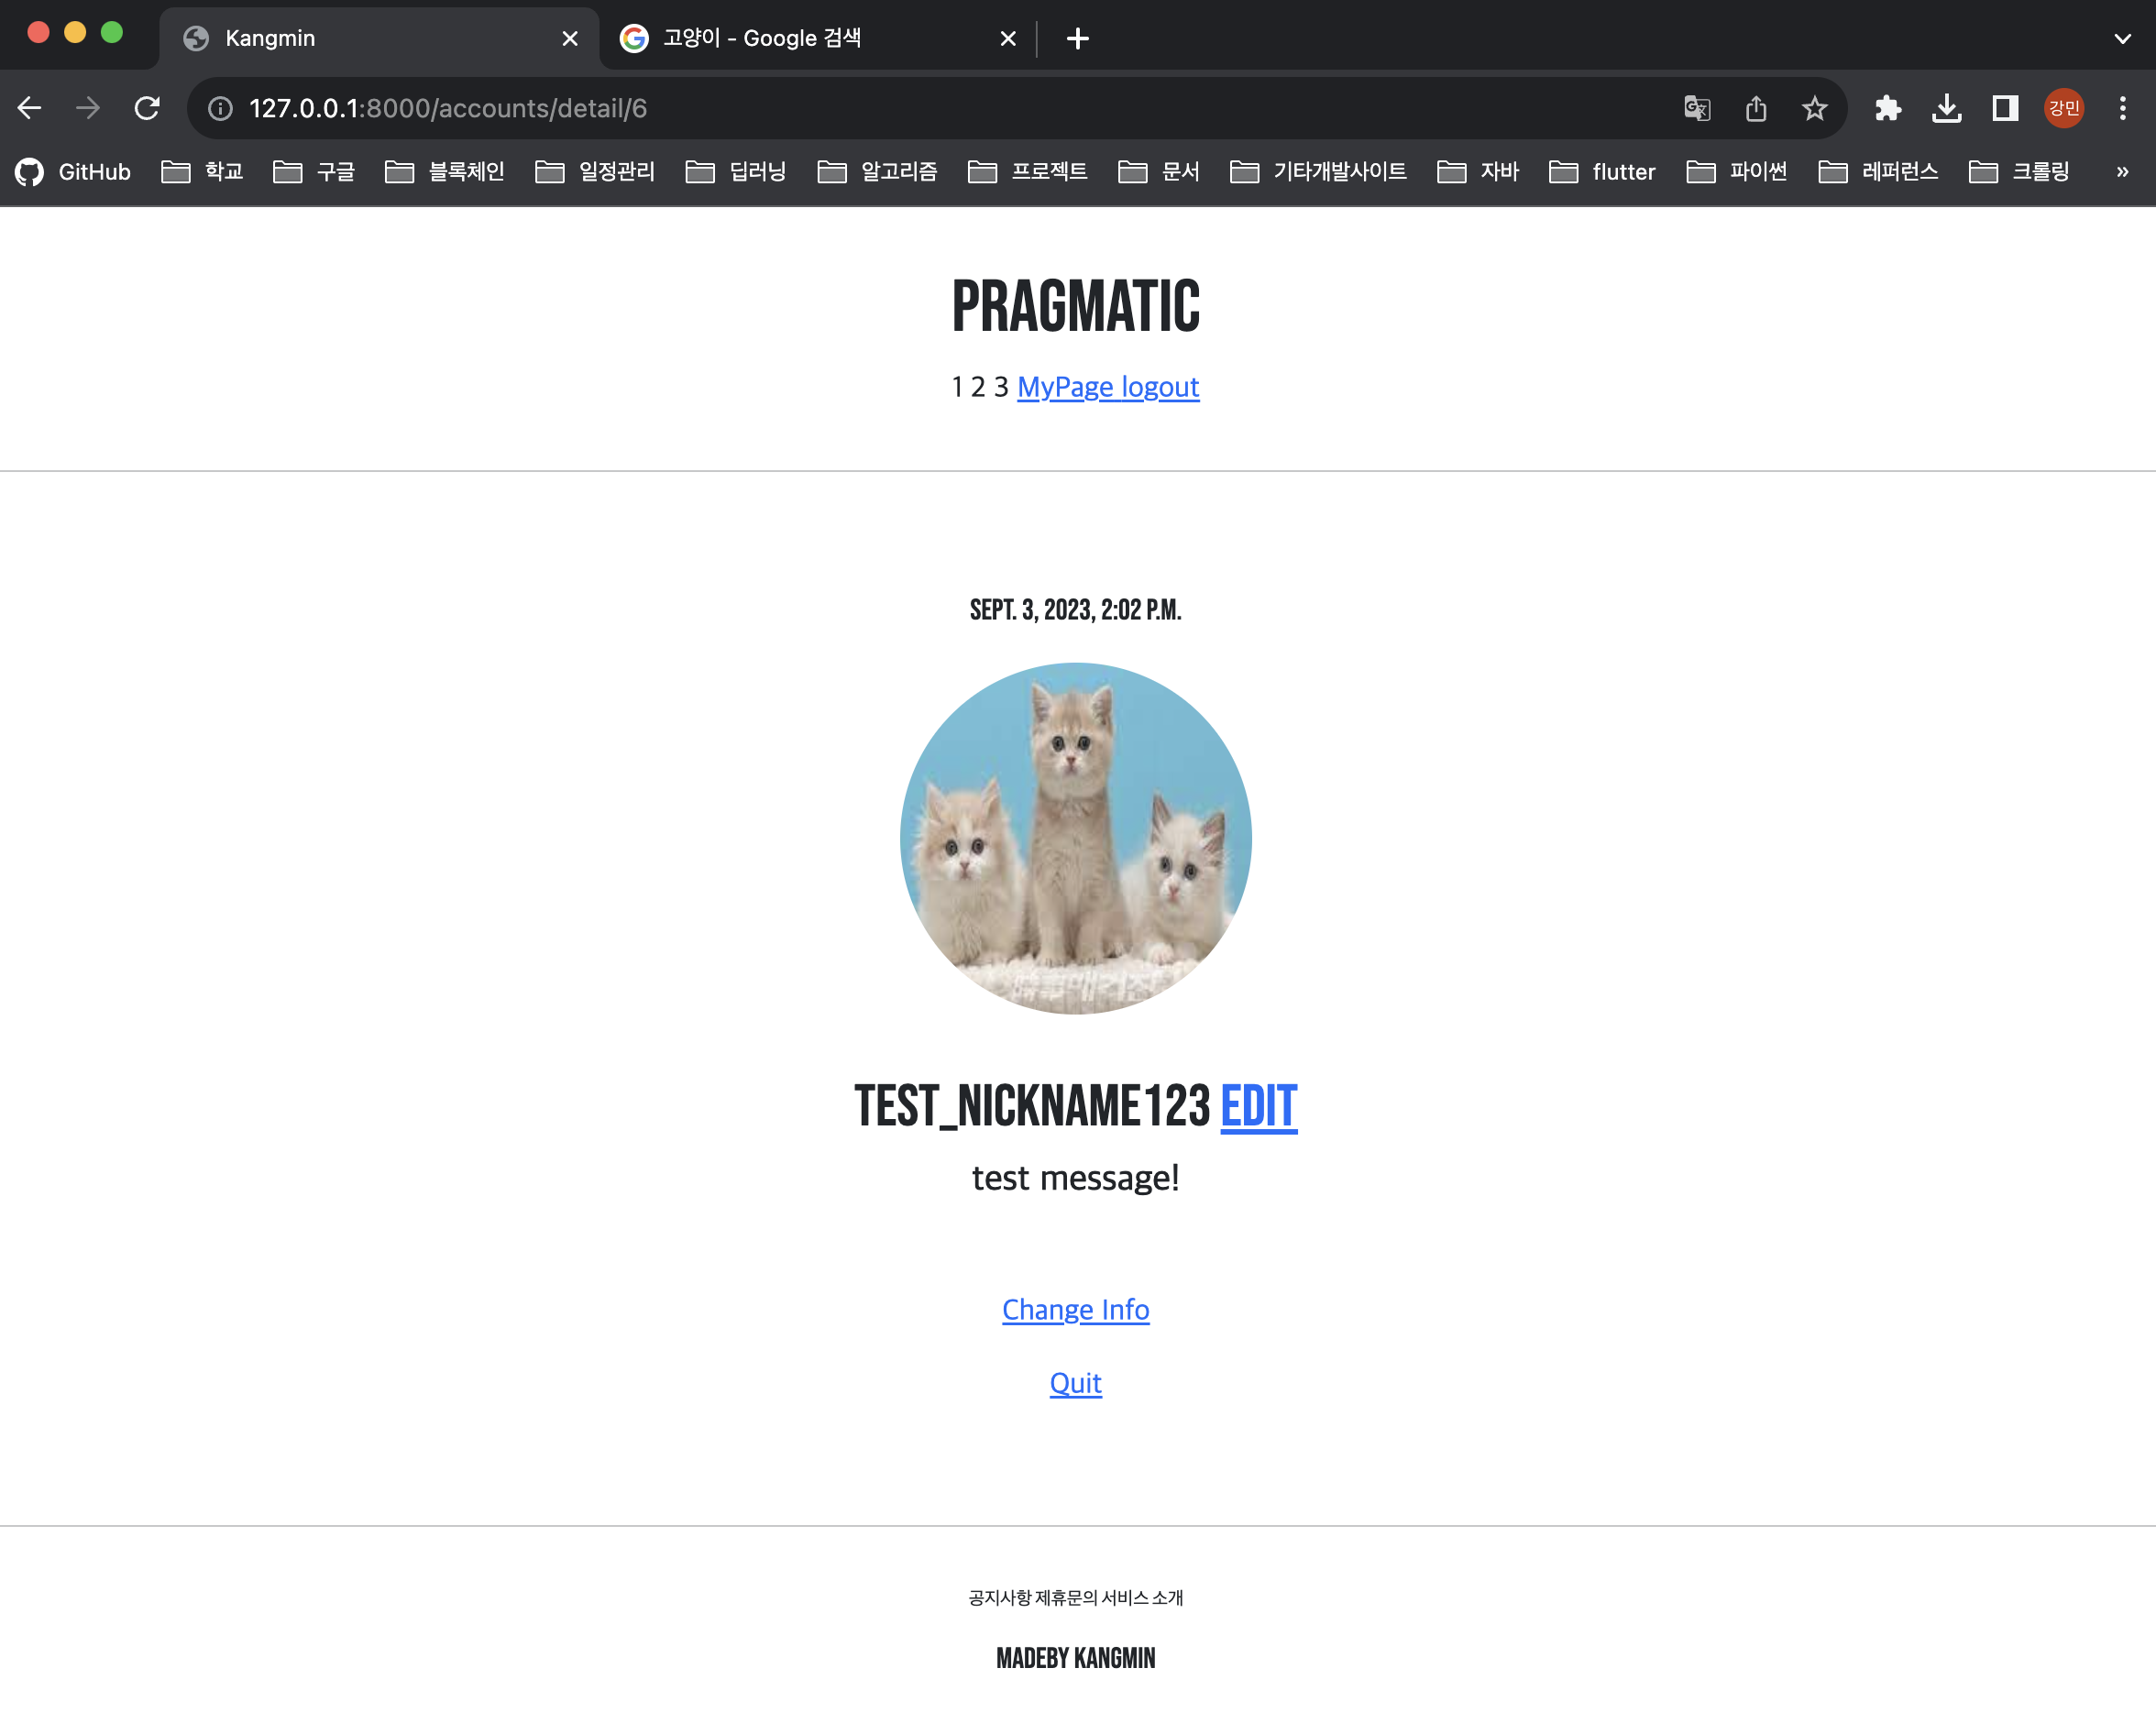 Kangmin
고양이 - Google 검색
127.0.0.1:8000/accounts/detail/6
강민
GitHub 학교 구글 블록체인 일정관리 딥러닝 알고리즘 프로젝트 문서 기타개발사이트 자바 flutter 파이썬 레퍼런스 크롤링 »
PRAGMATIC
1 2 3 MyPage logout
SEPT. 3, 2023, 2:02 P.M.
TEST_NICKNAME123 EDIT
test message!
Change Info
Quit
공지사항 제휴문의 서비스 소개
MADEBY KANGMIN